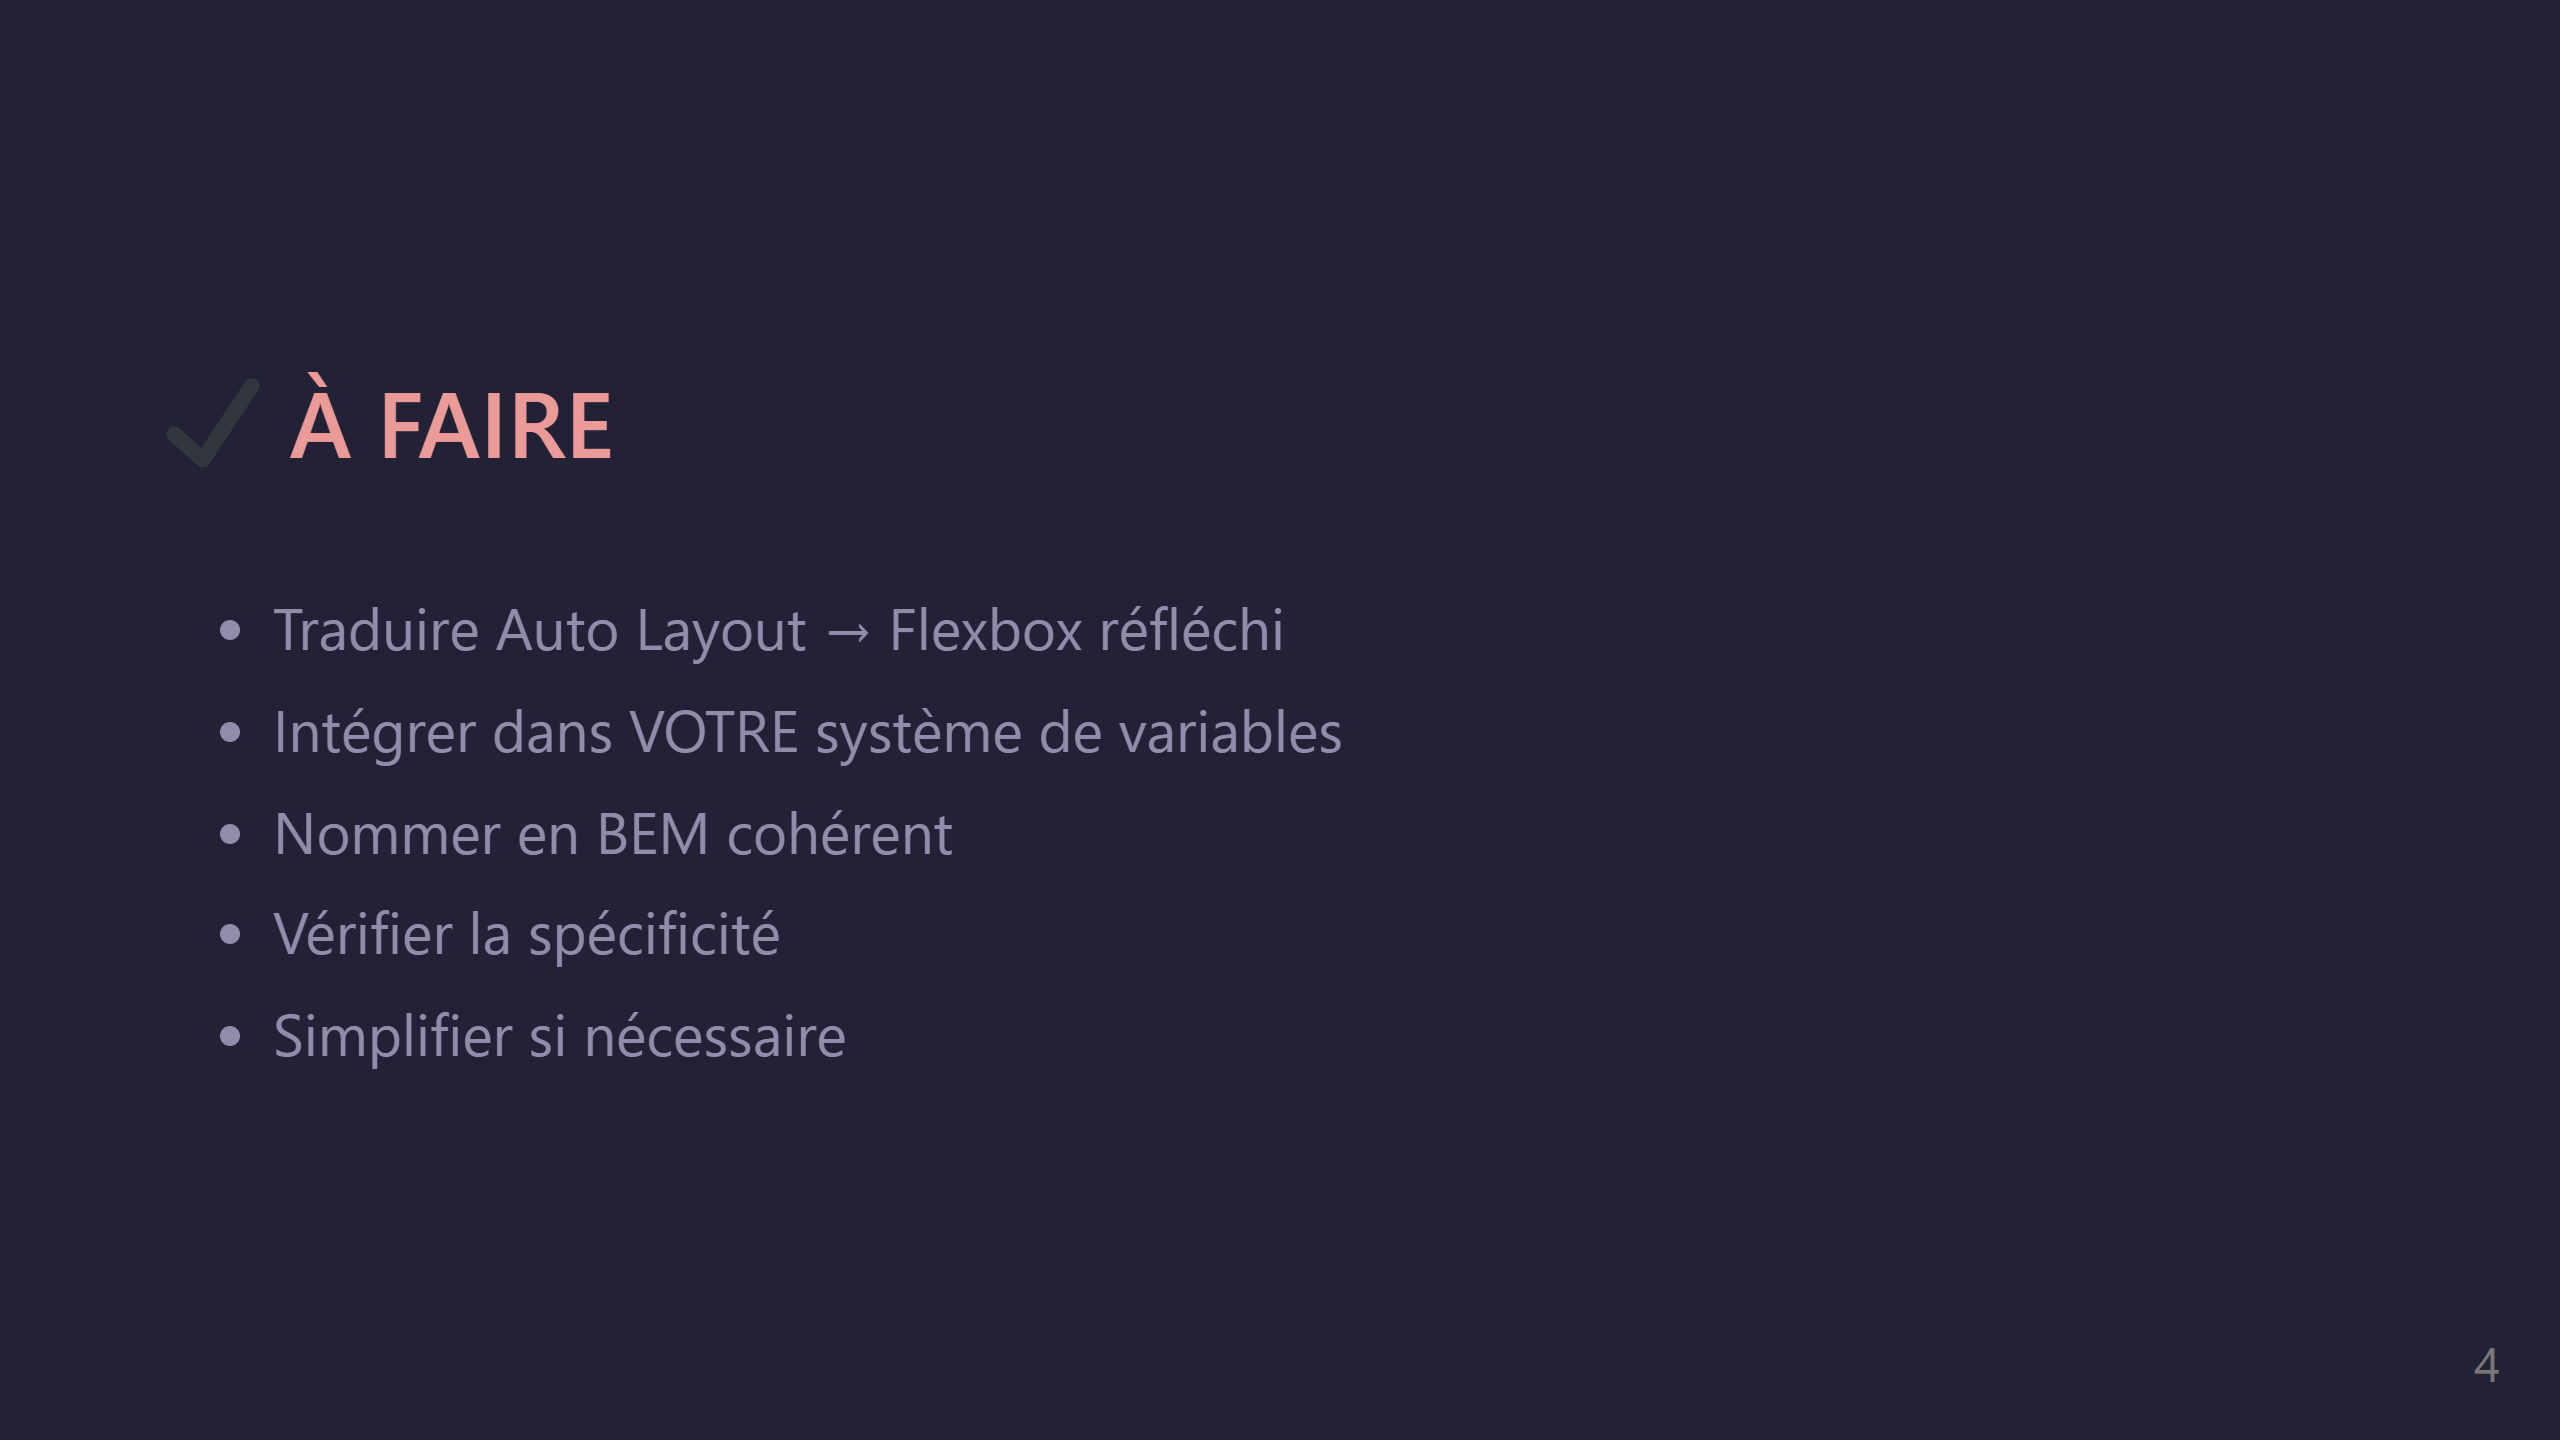 ✔ À FAIRE
• Traduire Auto Layout → Flexbox réfléchi
• Intégrer dans VOTRE système de variables
• Nommer en BEM cohérent
• Vérifier la spécificité
• Simplifier si nécessaire
4